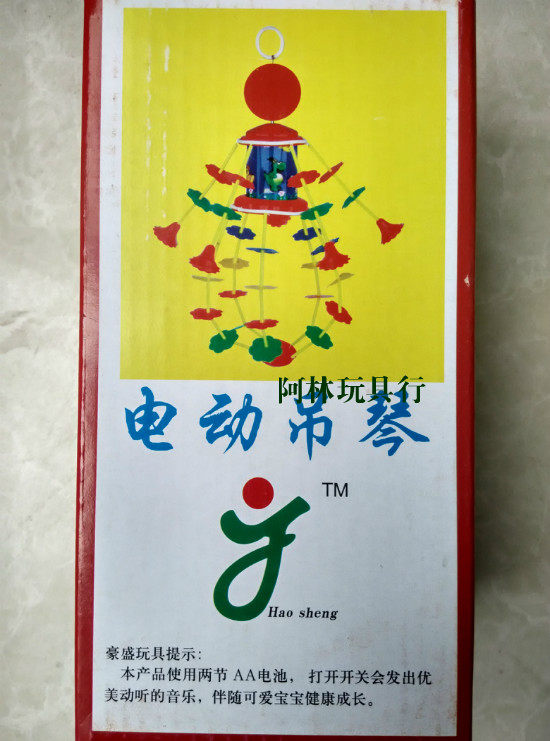 阿林玩具行
电动吊琴
TM
Hao sheng
豪盛玩具提示:
本产品使用两节 AA电池， 打开开关会发出优
美动听的音乐，伴随可爱宝宝健康成长。